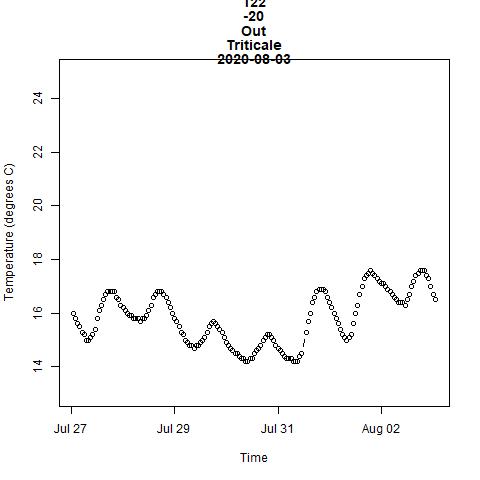 122
-20
Out
Triticale
2020-08-03
24
22
20
18
16
14
Temperature (degrees C)
Jul 27
Jul 29
Jul 31
Aug 02
Time